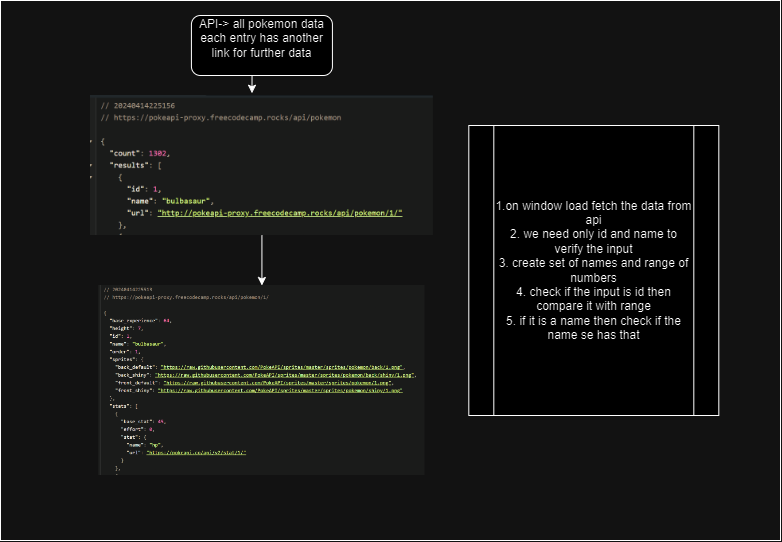 API-> all pokemon data
each entry has another
link for further data
// 20240414225156
// https://pokeapi-proxy.freecodecamp.rocks/api/pokemon
{
"count": 1302,
"results": [
{
"id": 1,
"name": "bulbasaur",
"url": "http://pokeapi-proxy.freecodecamp.rocks/api/pokemon/1/"
},
// https://pokeapi-proxy.freecodecamp.rocks/api/pokemon/1/
{
"base_experience": 64,
"height": 7,
"id": 1,
"name": "bulbasaur",
"order": 1,
"sprites": {
"back_default": "https://raw.githubusercontent.com/PokeAPI/sprites/master/sprites/pokemon/back/1.png",
"back_shiny": "https://raw.githubusercontent.com/PokeAPI/sprites/master/sprites/pokemon/back/shiny/1.png",
"front_default": "https://raw.githubusercontent.com/PokeAPI/sprites/master/sprites/pokemon/1.png",
"front_shiny": "https://raw.githubusercontent.com/PokeAPI/sprites/master/sprites/pokemon/shiny/1.png"
},
"stats": [
{
"base_stat": 45,
"effort": 0,
"stat": {
"name": "hp",
"url": "https://pokeapi.co/api/v2/stat/1/"
}
},
1.on window load fetch the data from
api
2. we need only id and name to
verify the input
3. create set of names and range of
numbers
4. check if the input is id then
compare it with range
5. if it is a name then check if the
name se has that